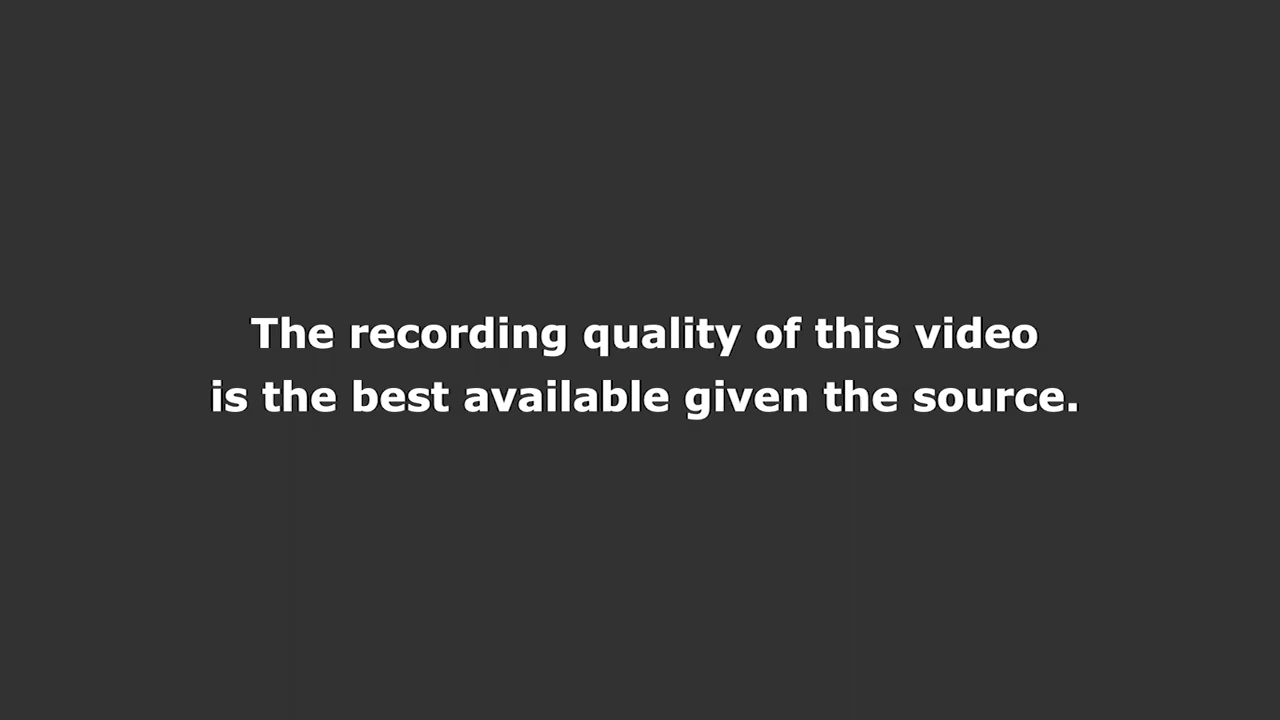 The recording quality of this video
is the best available given the source.